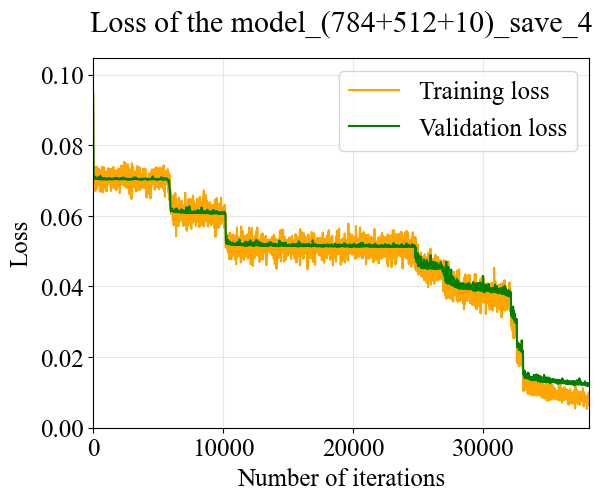 Loss of the model_(784+512+10)_save_4
Training loss
Validation loss
Loss
0.10
0.08
0.06
0.04
0.02
0.00
0
10000
20000
30000
Number of iterations